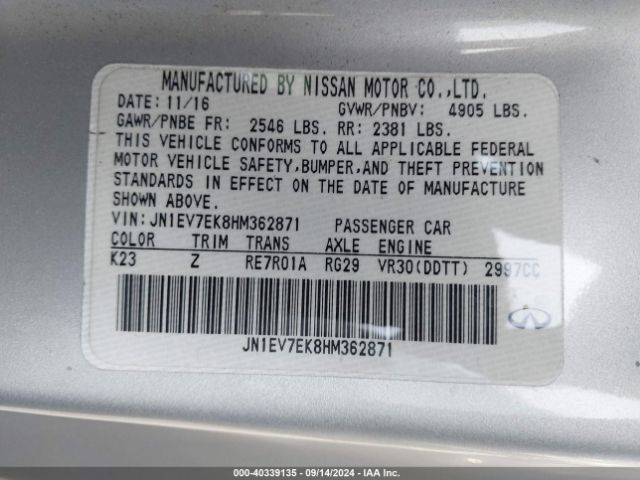 MANUFACTURED BY NISSAN MOTOR CO.,LTD.
DATE: 11/16 GVWR/PNBV: 4905 LBS.
GAWR/PNBE FR: 2546 LBS. RR: 2381 LBS.
THIS VEHICLE CONFORMS TO ALL APPLICABLE FEDERAL
MOTOR VEHICLE SAFETY,BUMPER,AND THEFT PREVENTION
STANDARDS IN EFFECT ON THE DATE OF MANUFACTURE
SHOWN ABOVE.
VIN: JN1EV7EK8HM362871 PASSENGER CAR
COLOR TRIM TRANS AXLE ENGINE
K23 Z RE7R01A RG29 VR30(DDTT) 2997CC
JN1EV7EK8HM362871
000-40339135 - 09/14/2024 - IAA Inc.